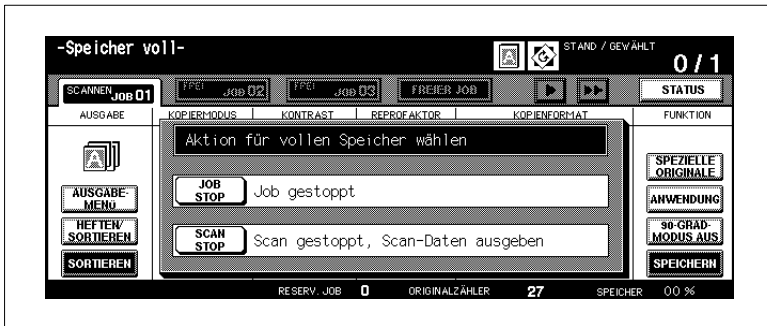 -Speicher voll-
STAND / GEWÄHLT
0 / 1
SCANNEN JOB 01
FREI JOB 02
FREI JOB 03
FREIER JOB
STATUS
AUSGABE KOPIERMODUS KONTRAST REPROFAKTOR KOPIENFORMAT FUNKTION
Aktion für vollen Speicher wählen
JOB STOP Job gestoppt
SCAN STOP Scan gestoppt, Scan-Daten ausgeben
AUSGABE-
MENÜ
HEFTEN/
SORTIEREN
SORTIEREN
SPEZIELLE
ORIGINALE
ANWENDUNG
90-GRAD-
MODUS AUS
SPEICHERN
RESERV. JOB 0 ORIGINALZÄHLER 27 SPEICHER 00 %